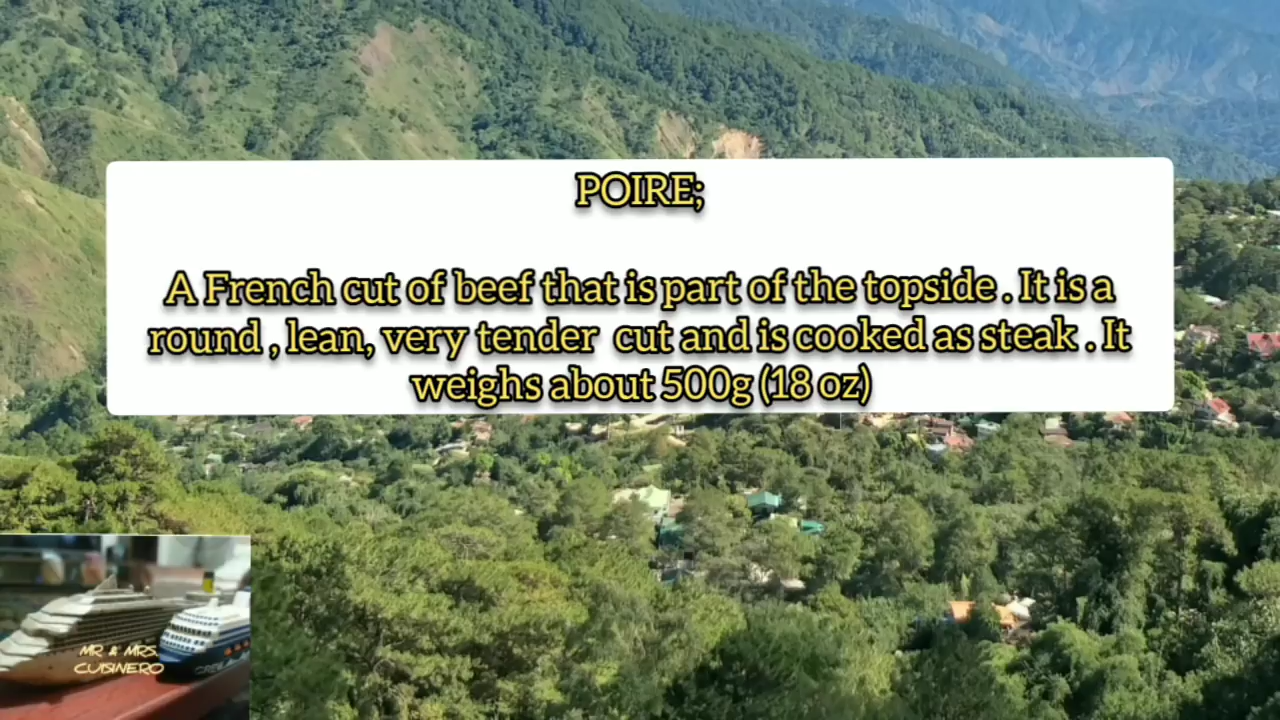 POIRE;
A French cut of beef that is part of the topside . It is a
round , lean, very tender cut and is cooked as steak . It
weighs about 500g (18 oz)
MR & MRS.
CUISINERO